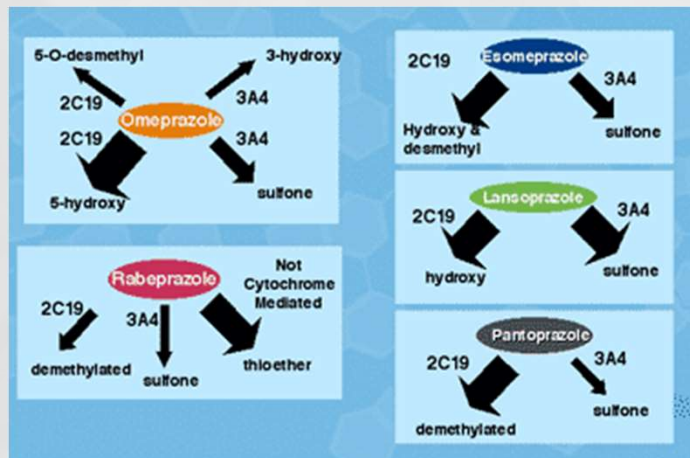 5-O-desmethyl
3-hydroxy
2C19
3A4
Omeprazole
2C19
3A4
5-hydroxy
sulfone
Rabeprazole
Not
Cytochrome
Mediated
2C19
3A4
demethylated
sulfone
thioether
Esomeprazole
2C19
3A4
Hydroxy &
desmethyl
sulfone
Lansoprazole
2C19
3A4
hydroxy
sulfone
Pantoprazole
2C19
3A4
demethylated
sulfone